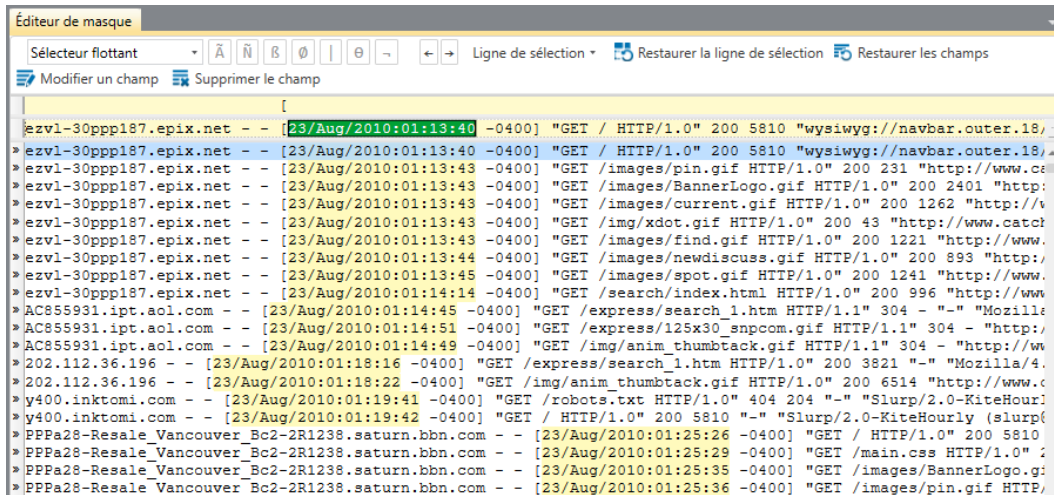 Éditeur de masque
Sélecteur flottant Ã Ñ ß Ø | Θ ¬ ← → Ligne de sélection Restaurer la ligne de sélection Restaurer les champs
Modifier un champ Supprimer le champ
[
ezvl-30ppp187.epix.net - - [23/Aug/2010:01:13:40 -0400] "GET / HTTP/1.0" 200 5810 "wysiwyg://navbar.outer.18/
» ezvl-30ppp187.epix.net - - [23/Aug/2010:01:13:40 -0400] "GET / HTTP/1.0" 200 5810 "wysiwyg://navbar.outer.18/
» ezvl-30ppp187.epix.net - - [23/Aug/2010:01:13:43 -0400] "GET /images/pin.gif HTTP/1.0" 200 231 "http://www.ca
» ezvl-30ppp187.epix.net - - [23/Aug/2010:01:13:43 -0400] "GET /images/BannerLogo.gif HTTP/1.0" 200 2401 "http:
» ezvl-30ppp187.epix.net - - [23/Aug/2010:01:13:43 -0400] "GET /images/current.gif HTTP/1.0" 200 1262 "http://w
» ezvl-30ppp187.epix.net - - [23/Aug/2010:01:13:43 -0400] "GET /img/xdot.gif HTTP/1.0" 200 43 "http://www.catch
» ezvl-30ppp187.epix.net - - [23/Aug/2010:01:13:43 -0400] "GET /images/find.gif HTTP/1.0" 200 1221 "http://www.
» ezvl-30ppp187.epix.net - - [23/Aug/2010:01:13:44 -0400] "GET /images/newdiscuss.gif HTTP/1.0" 200 893 "http:/
» ezvl-30ppp187.epix.net - - [23/Aug/2010:01:13:45 -0400] "GET /images/spot.gif HTTP/1.0" 200 1241 "http://www.
» ezvl-30ppp187.epix.net - - [23/Aug/2010:01:14:14 -0400] "GET /search/index.html HTTP/1.0" 200 996 "http://www
» AC855931.ipt.aol.com - - [23/Aug/2010:01:14:45 -0400] "GET /express/search_1.htm HTTP/1.1" 304 - "-" "Mozilla
» AC855931.ipt.aol.com - - [23/Aug/2010:01:14:51 -0400] "GET /express/125x30_snpcom.gif HTTP/1.1" 304 - "http:/
» AC855931.ipt.aol.com - - [23/Aug/2010:01:14:49 -0400] "GET /img/anim_thumbtack.gif HTTP/1.1" 304 - "http://ww
» 202.112.36.196 - - [23/Aug/2010:01:18:16 -0400] "GET /express/search_1.htm HTTP/1.0" 200 3821 "-" "Mozilla/4.
» 202.112.36.196 - - [23/Aug/2010:01:18:22 -0400] "GET /img/anim_thumbtack.gif HTTP/1.0" 200 6514 "http://www.c
» y400.inktomi.com - - [23/Aug/2010:01:19:41 -0400] "GET /robots.txt HTTP/1.0" 404 204 "-" "Slurp/2.0-KiteHourl
» y400.inktomi.com - - [23/Aug/2010:01:19:42 -0400] "GET / HTTP/1.0" 200 5810 "-" "Slurp/2.0-KiteHourly (slurp@
» PPPa28-Resale_Vancouver_Bc2-2R1238.saturn.bbn.com - - [23/Aug/2010:01:25:26 -0400] "GET / HTTP/1.0" 200 5810
» PPPa28-Resale_Vancouver_Bc2-2R1238.saturn.bbn.com - - [23/Aug/2010:01:25:29 -0400] "GET /main.css HTTP/1.0" 2
» PPPa28-Resale_Vancouver_Bc2-2R1238.saturn.bbn.com - - [23/Aug/2010:01:25:35 -0400] "GET /images/BannerLogo.gi
» PPPa28-Resale_Vancouver_Bc2-2R1238.saturn.bbn.com - - [23/Aug/2010:01:25:36 -0400] "GET /images/pin.gif HTTP/